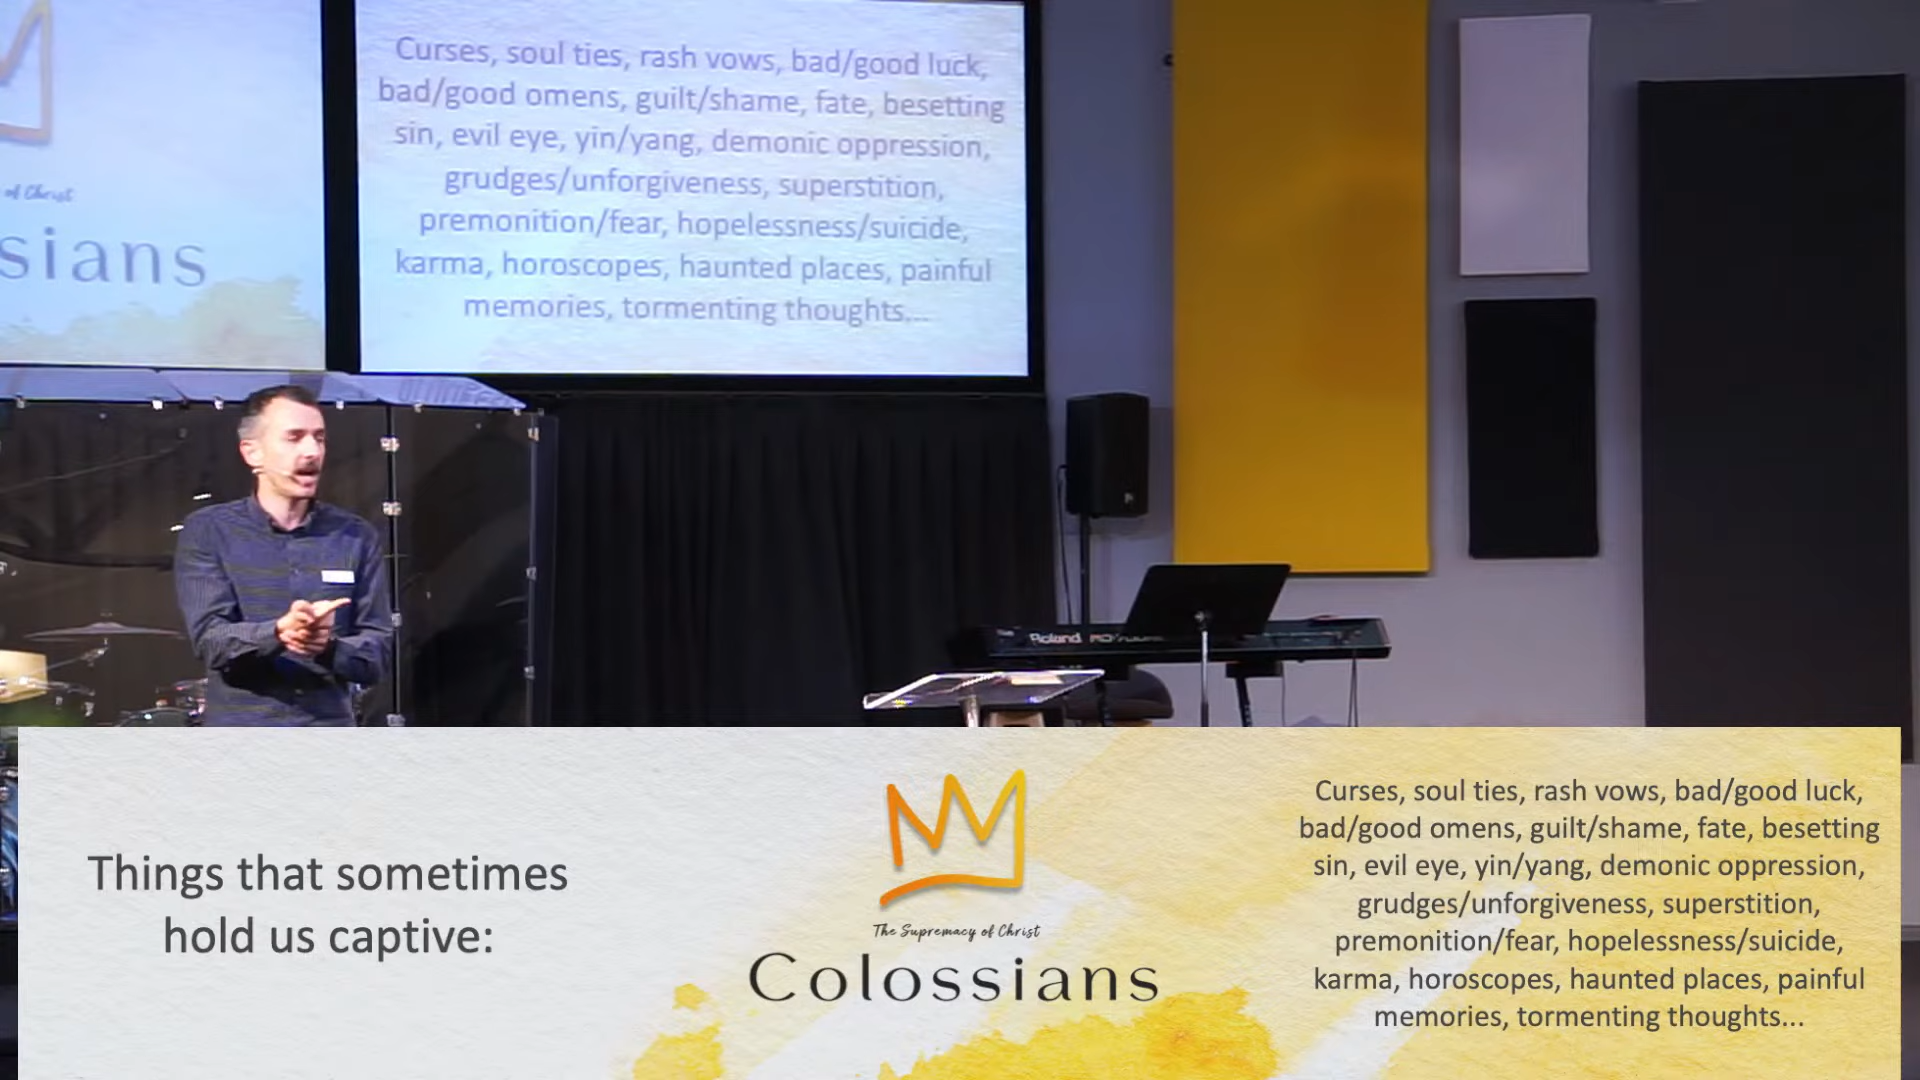 of Christ
sians
Curses, soul ties, rash vows, bad/good luck,
bad/good omens, guilt/shame, fate, besetting
sin, evil eye, yin/yang, demonic oppression,
grudges/unforgiveness, superstition,
premonition/fear, hopelessness/suicide,
karma, horoscopes, haunted places, painful
memories, tormenting thoughts...
Roland
Things that sometimes
hold us captive:
The Supremacy of Christ
Colossians
Curses, soul ties, rash vows, bad/good luck,
bad/good omens, guilt/shame, fate, besetting
sin, evil eye, yin/yang, demonic oppression,
grudges/unforgiveness, superstition,
premonition/fear, hopelessness/suicide,
karma, horoscopes, haunted places, painful
memories, tormenting thoughts...